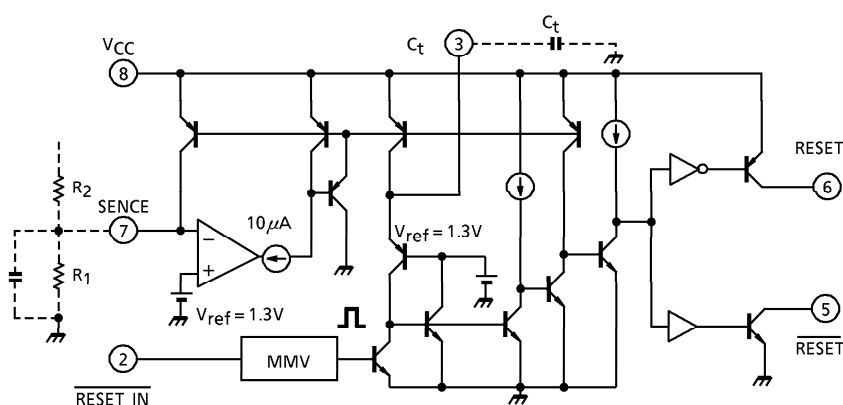 Ct
Ct
3
VCC
8
R2
SENCE
7
R1
10μA
−
+
Vref = 1.3V
Vref = 1.3V
RESET
6
5
RESET
2
MMV
RESET IN